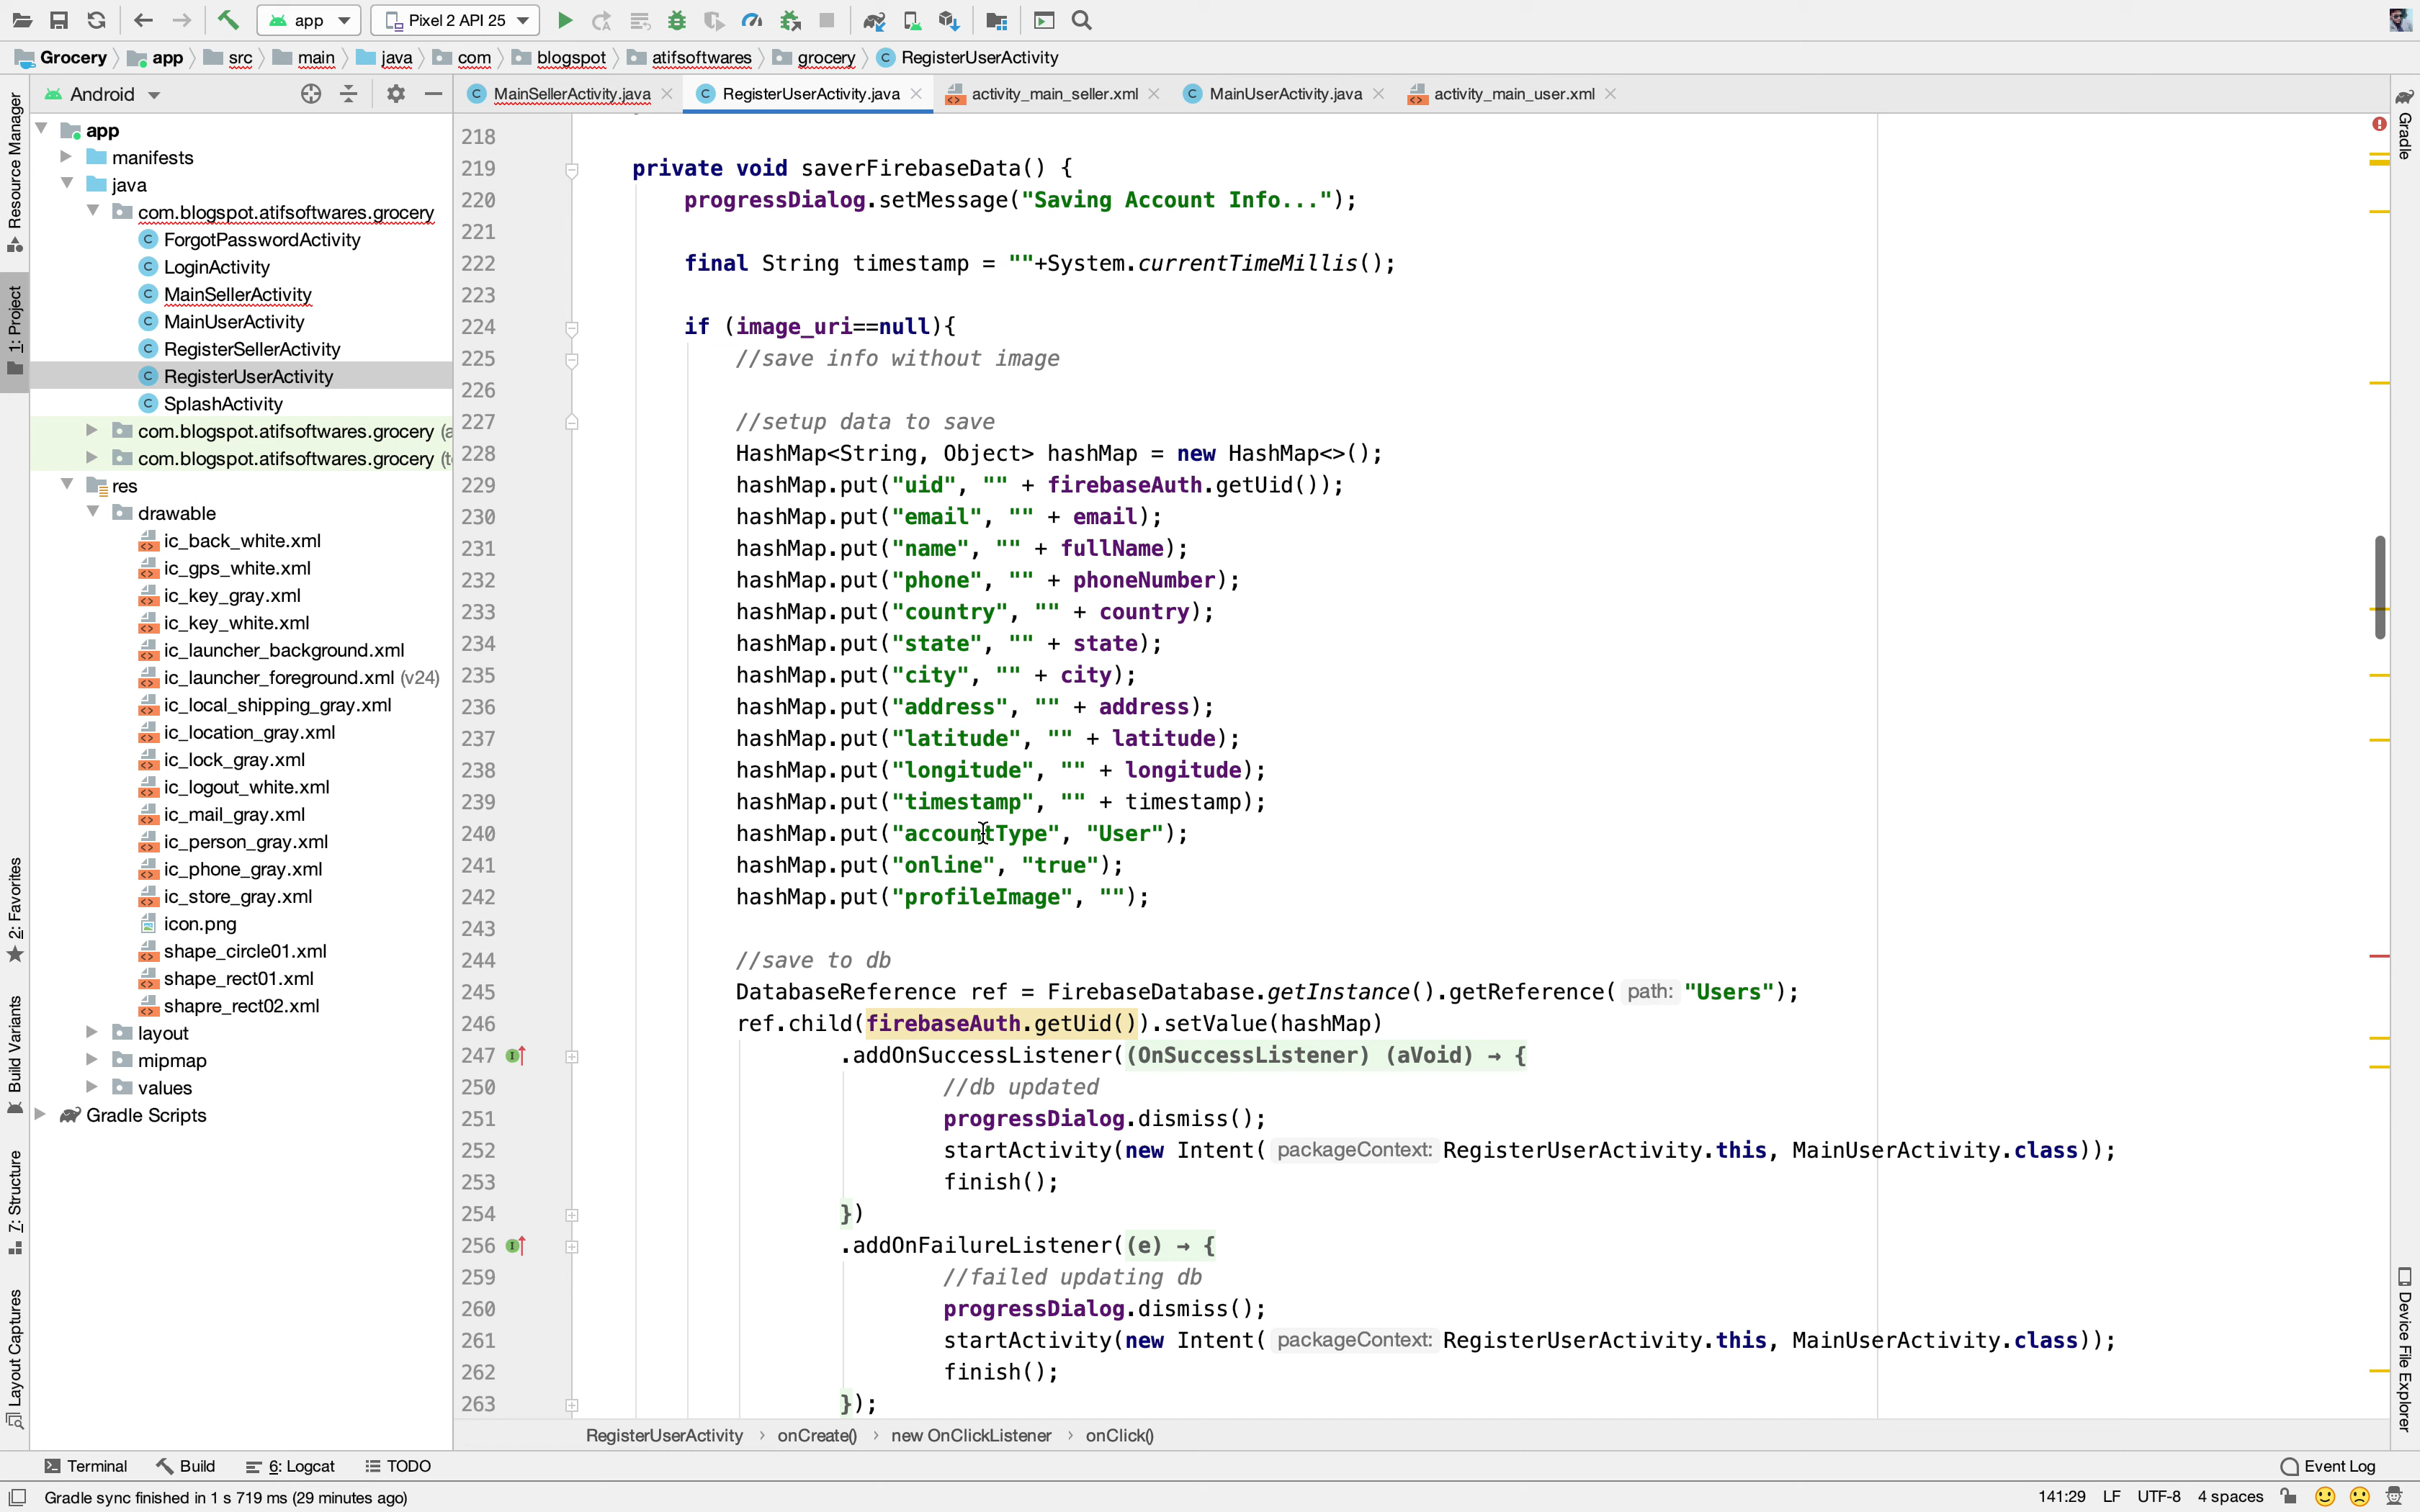 app
Pixel 2 API 25
Grocery
app
src
main
java
com
blogspot
atifsoftwares
grocery
RegisterUserActivity
Android
MainSellerActivity.java
RegisterUserActivity.java
activity_main_seller.xml
MainUserActivity.java
activity_main_user.xml
Resource Manager
1: Project
2: Favorites
Build Variants
7: Structure
Layout Captures
app
manifests
java
com.blogspot.atifsoftwares.grocery
ForgotPasswordActivity
LoginActivity
MainSellerActivity
MainUserActivity
RegisterSellerActivity
RegisterUserActivity
SplashActivity
com.blogspot.atifsoftwares.grocery (a
com.blogspot.atifsoftwares.grocery (t
res
drawable
ic_back_white.xml
ic_gps_white.xml
ic_key_gray.xml
ic_key_white.xml
ic_launcher_background.xml
ic_launcher_foreground.xml (v24)
ic_local_shipping_gray.xml
ic_location_gray.xml
ic_lock_gray.xml
ic_logout_white.xml
ic_mail_gray.xml
ic_person_gray.xml
ic_phone_gray.xml
ic_store_gray.xml
icon.png
shape_circle01.xml
shape_rect01.xml
shapre_rect02.xml
layout
mipmap
values
Gradle Scripts
218
219 private void saverFirebaseData() {
220 progressDialog.setMessage("Saving Account Info...");
221
222 final String timestamp = ""+System.currentTimeMillis();
223
224 if (image_uri==null){
225 //save info without image
226
227 //setup data to save
228 HashMap<String, Object> hashMap = new HashMap<>();
229 hashMap.put("uid", "" + firebaseAuth.getUid());
230 hashMap.put("email", "" + email);
231 hashMap.put("name", "" + fullName);
232 hashMap.put("phone", "" + phoneNumber);
233 hashMap.put("country", "" + country);
234 hashMap.put("state", "" + state);
235 hashMap.put("city", "" + city);
236 hashMap.put("address", "" + address);
237 hashMap.put("latitude", "" + latitude);
238 hashMap.put("longitude", "" + longitude);
239 hashMap.put("timestamp", "" + timestamp);
240 hashMap.put("accountType", "User");
241 hashMap.put("online", "true");
242 hashMap.put("profileImage", "");
243
244 //save to db
245 DatabaseReference ref = FirebaseDatabase.getInstance().getReference( path: "Users");
246 ref.child(firebaseAuth.getUid()).setValue(hashMap)
247 .addOnSuccessListener((OnSuccessListener) (aVoid) → {
250 //db updated
251 progressDialog.dismiss();
252 startActivity(new Intent( packageContext: RegisterUserActivity.this, MainUserActivity.class));
253 finish();
254 })
256 .addOnFailureListener((e) → {
259 //failed updating db
260 progressDialog.dismiss();
261 startActivity(new Intent( packageContext: RegisterUserActivity.this, MainUserActivity.class));
262 finish();
263 });
RegisterUserActivity > onCreate() > new OnClickListener > onClick()
Gradle
Device File Explorer
Terminal
Build
6: Logcat
TODO
Event Log
Gradle sync finished in 1 s 719 ms (29 minutes ago)
141:29 LF UTF-8 4 spaces